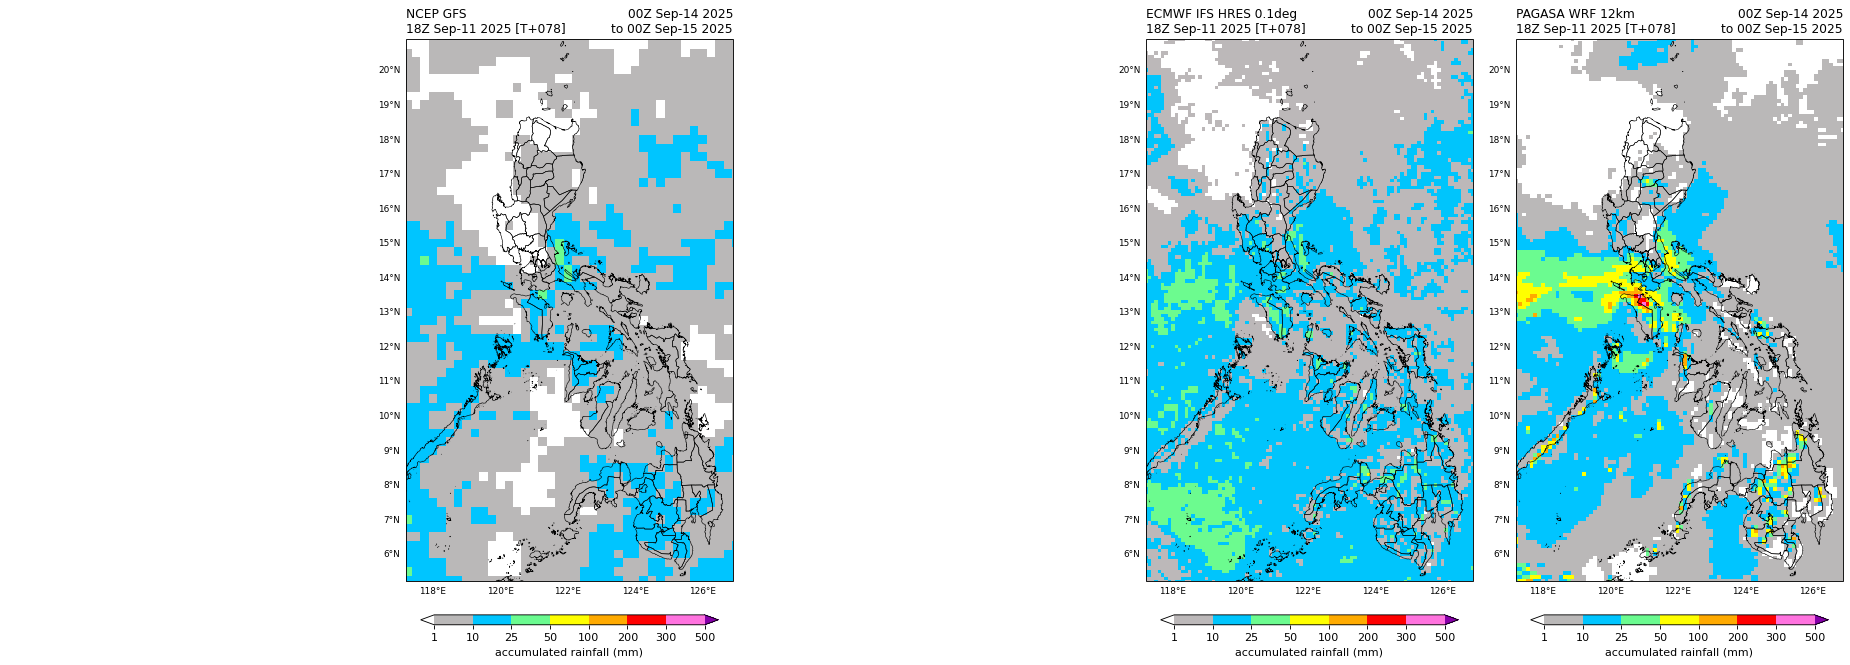 NCEP GFS 00Z Sep-14 2025
18Z Sep-11 2025 [T+078] to 00Z Sep-15 2025
20°N
19°N
18°N
17°N
16°N
15°N
14°N
13°N
12°N
11°N
10°N
9°N
8°N
7°N
6°N
118°E 120°E 122°E 124°E 126°E
1 10 25 50 100 200 300 500
accumulated rainfall (mm)
ECMWF IFS HRES 0.1deg 00Z Sep-14 2025
18Z Sep-11 2025 [T+078] to 00Z Sep-15 2025
20°N
19°N
18°N
17°N
16°N
15°N
14°N
13°N
12°N
11°N
10°N
9°N
8°N
7°N
6°N
118°E 120°E 122°E 124°E 126°E
1 10 25 50 100 200 300 500
accumulated rainfall (mm)
PAGASA WRF 12km 00Z Sep-14 2025
18Z Sep-11 2025 [T+078] to 00Z Sep-15 2025
20°N
19°N
18°N
17°N
16°N
15°N
14°N
13°N
12°N
11°N
10°N
9°N
8°N
7°N
6°N
118°E 120°E 122°E 124°E 126°E
1 10 25 50 100 200 300 500
accumulated rainfall (mm)